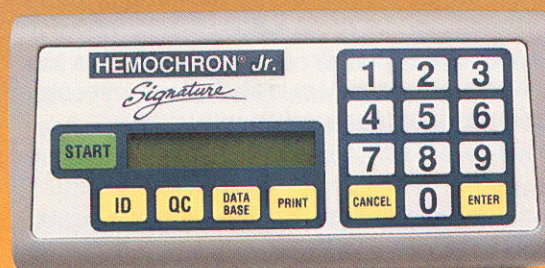 HEMOCHRON® Jr.
Signature
START
ID QC DATA BASE PRINT
1 2 3
4 5 6
7 8 9
CANCEL 0 ENTER